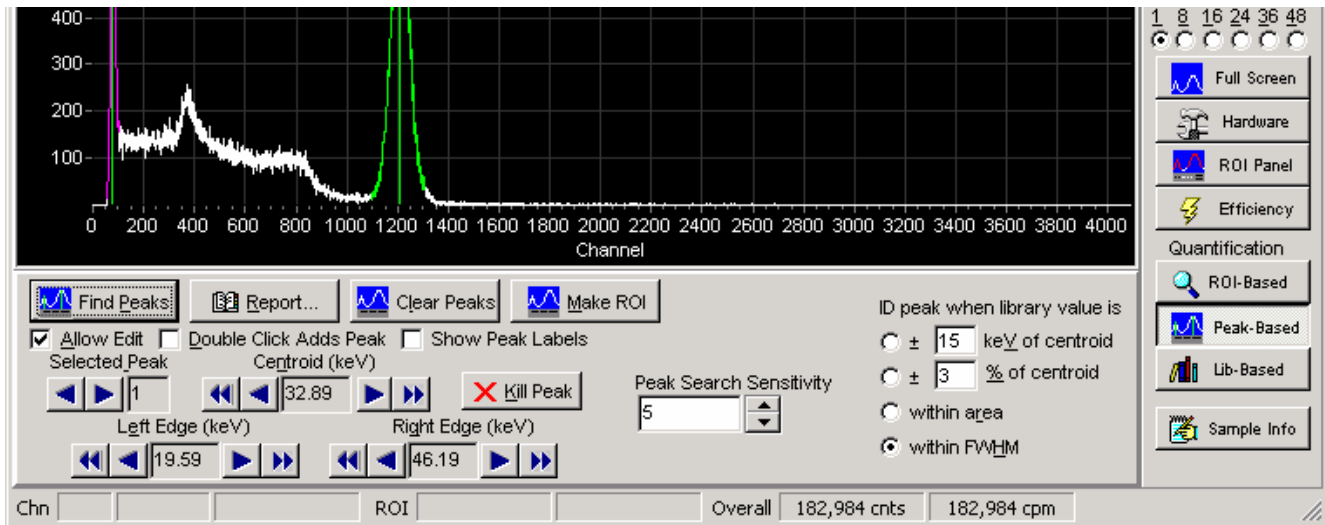 400
300
200
100
0 200 400 600 800 1000 1200 1400 1600 1800 2000 2200 2400 2600 2800 3000 3200 3400 3600 3800 4000
Channel
1 8 16 24 36 48
Full Screen
Hardware
ROI Panel
Efficiency
Quantification
ROI-Based
Peak-Based
Lib-Based
Sample Info
Find Peaks Report... Clear Peaks Make ROI
Allow Edit Double Click Adds Peak Show Peak Labels
Selected Peak Centroid (keV)
1 32.89 Kill Peak
Left Edge (keV) Right Edge (keV)
19.59 46.19
Peak Search Sensitivity
5
ID peak when library value is
± 15 keV of centroid
± 3 % of centroid
within area
within FWHM
Chn ROI Overall 182,984 cnts 182,984 cpm